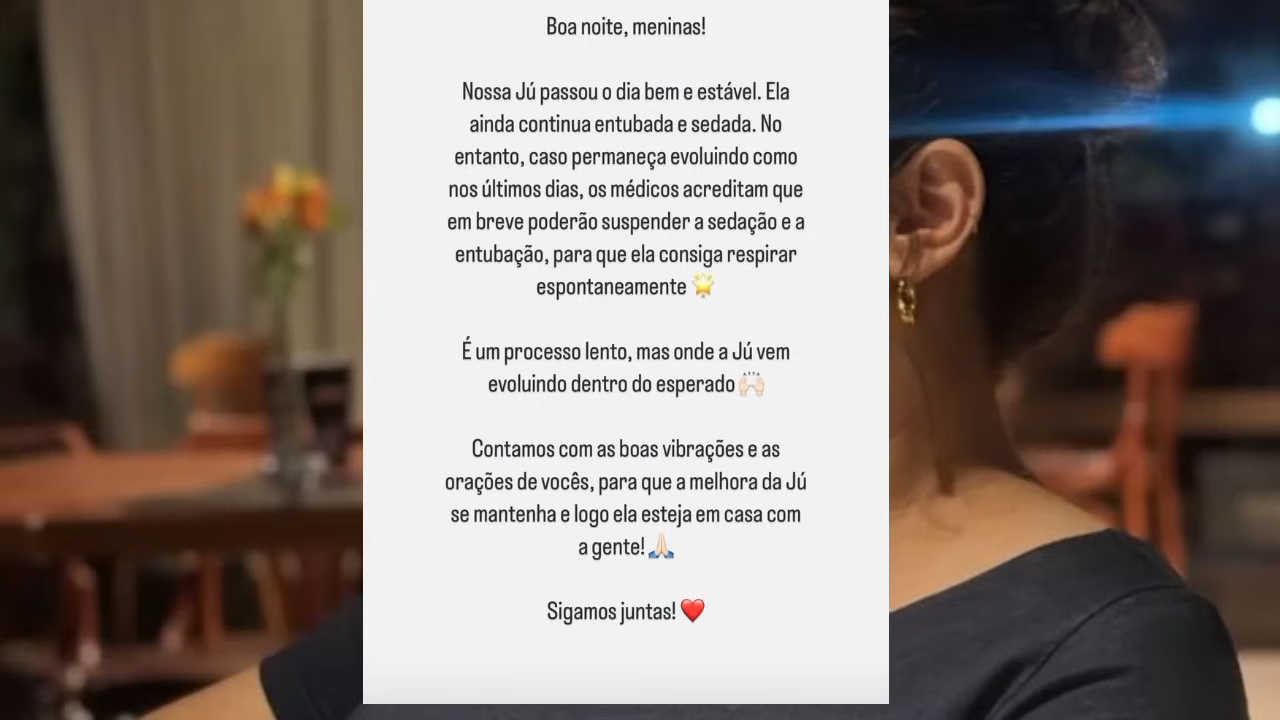 Boa noite, meninas!
Nossa Jú passou o dia bem e estável. Ela
ainda continua entubada e sedada. No
entanto, caso permaneça evoluindo como
nos últimos dias, os médicos acreditam que
em breve poderão suspender a sedação e a
entubação, para que ela consiga respirar
espontaneamente 🌟
É um processo lento, mas onde a Jú vem
evoluindo dentro do esperado 🙌🏻
Contamos com as boas vibrações e as
orações de vocês, para que a melhora da Jú
se mantenha e logo ela esteja em casa com
a gente! 🙏🏻
Sigamos juntas! ❤️